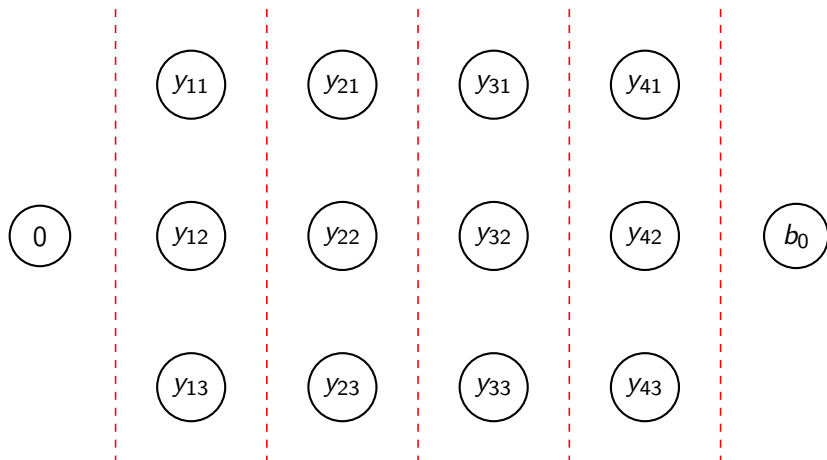 y₁₁ y₂₁ y₃₁ y₄₁
0 y₁₂ y₂₂ y₃₂ y₄₂ b₀
y₁₃ y₂₃ y₃₃ y₄₃